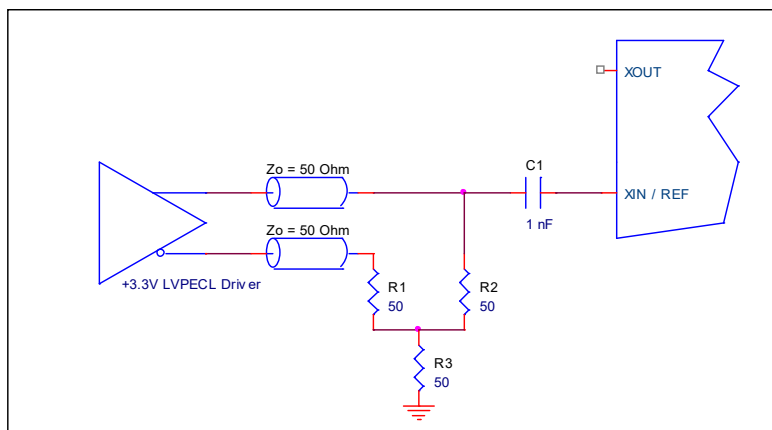 XOUT
Zo = 50 Ohm
C1
XIN / REF
1 nF
Zo = 50 Ohm
+3.3V LVPECL Driver
R1
50
R2
50
R3
50